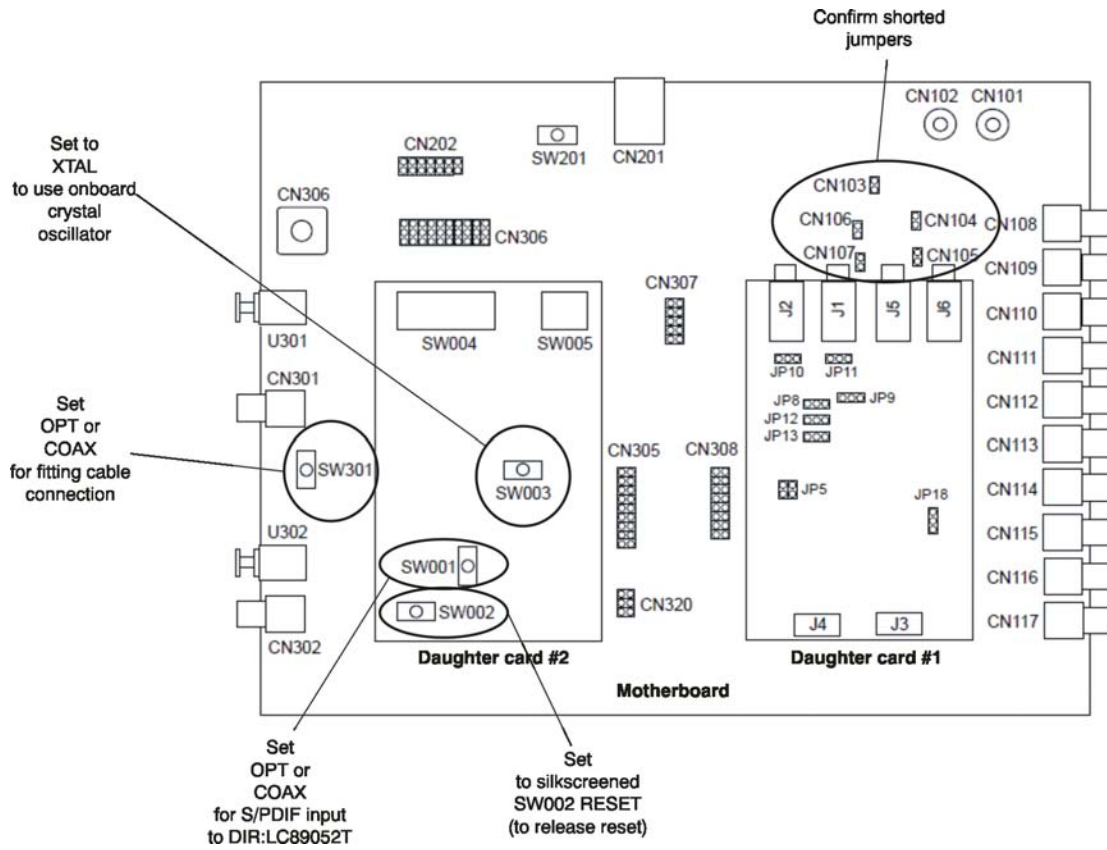 Confirm shorted
jumpers
CN102
CN101
Set to
XTAL
to use onboard
crystal
oscillator
CN202
SW201
CN201
CN103
CN306
CN106
CN104
CN108
CN306
CN107
CN105
CN109
CN307
CN110
J2
J1
J5
J6
U301
SW004
SW005
CN111
CN301
JP10
JP11
Set
OPT or
COAX
for fitting cable
connection
JP8
JP9
JP12
JP13
CN112
CN113
CN305
CN308
SW301
SW003
CN114
JP5
JP18
CN115
U302
SW001
CN116
CN320
SW002
CN117
J4
J3
CN302
Daughter card #2
Daughter card #1
Motherboard
Set
OPT or
COAX
for S/PDIF input
to DIR:LC89052T
Set
to silkscreened
SW002 RESET
(to release reset)